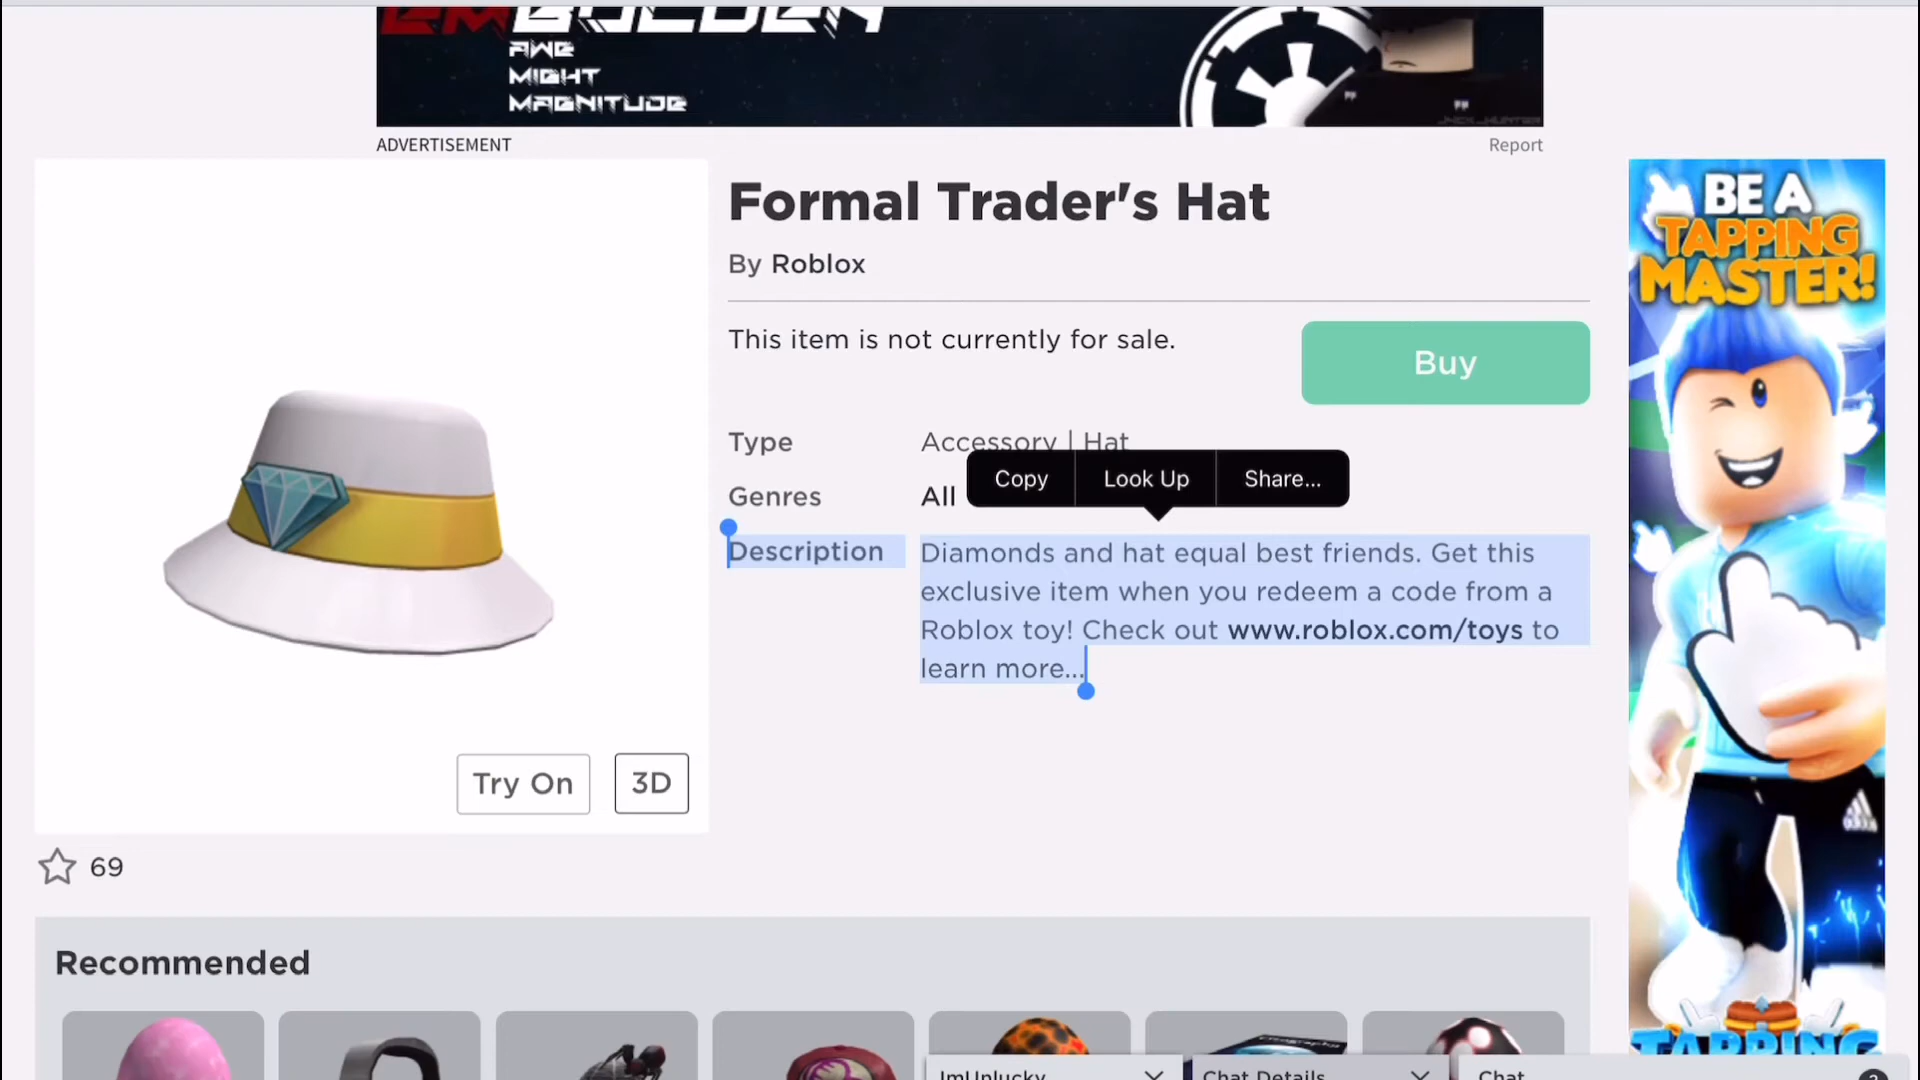 EMBOLDEN
AWE
MIGHT
MAGNITUDE
ADVERTISEMENT
Report
Formal Trader's Hat
By Roblox
This item is not currently for sale.
Buy
Type
Accessory | Hat
Copy
Look Up
Share...
Genres
All
Description
Diamonds and hat equal best friends. Get this
exclusive item when you redeem a code from a
Roblox toy! Check out www.roblox.com/toys to
learn more...
Try On
3D
69
Recommended
ImUnlucky
Chat Details
Chat
BE A
TAPPING
MASTER!
TAPPING